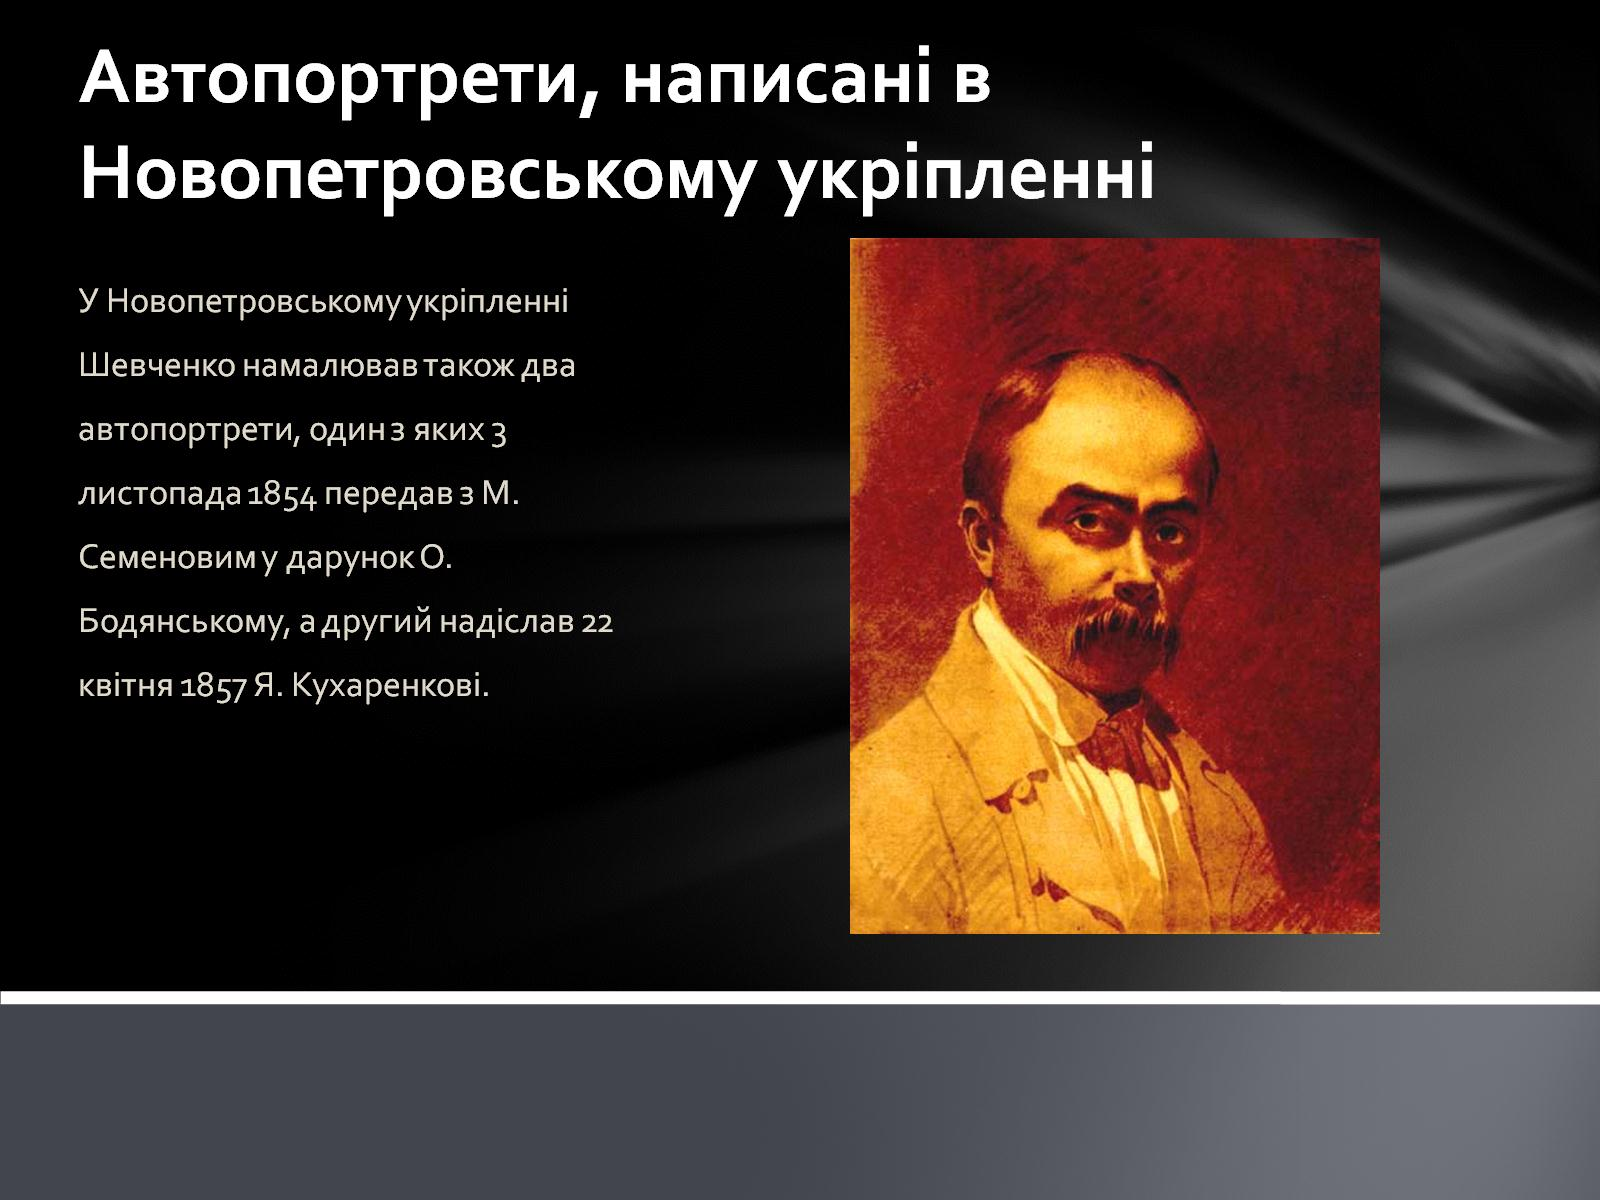 Автопортрети, написані в
Новопетровському укріпленні
У Новопетровському укріпленні
Шевченко намалював також два
автопортрети, один з яких 3
листопада 1854 передав з М.
Семеновим у дарунок О.
Бодянському, а другий надіслав 22
квітня 1857 Я. Кухаренкові.